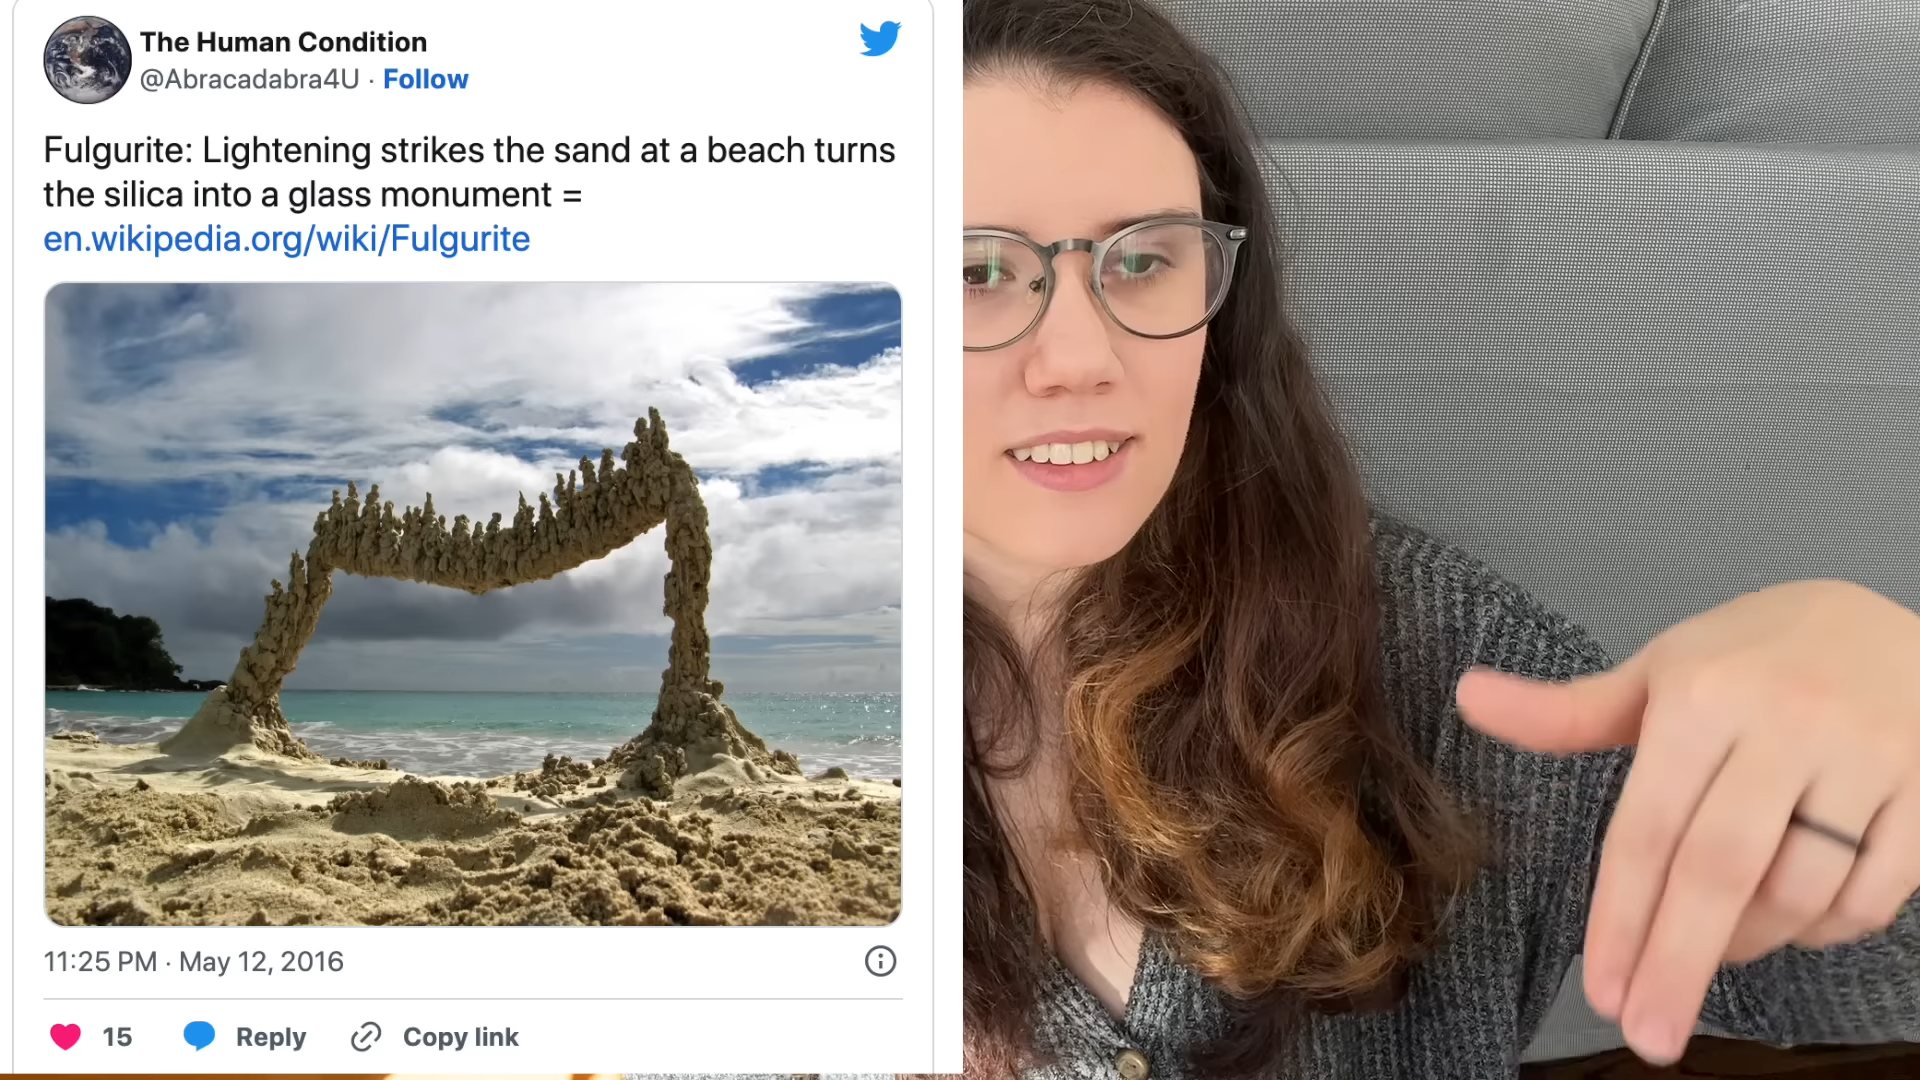 The Human Condition
@Abracadabra4U · Follow
Fulgurite: Lightening strikes the sand at a beach turns
the silica into a glass monument =
en.wikipedia.org/wiki/Fulgurite
11:25 PM · May 12, 2016
15 Reply Copy link